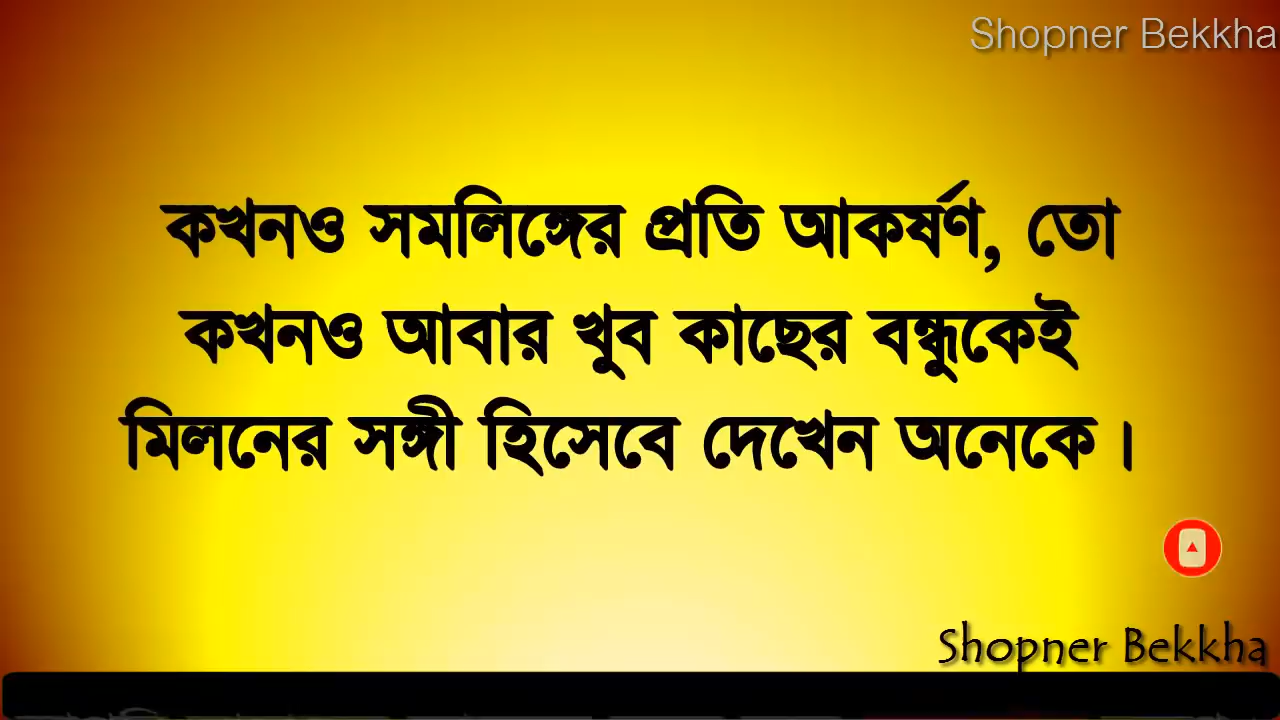 Shopner Bekkha
কখনও সমলিঙ্গের প্রতি আকর্ষণ, তো
কখনও আবার খুব কাছের বন্ধুকেই
মিলনের সঙ্গী হিসেবে দেখেন অনেকে।
Shopner Bekkha